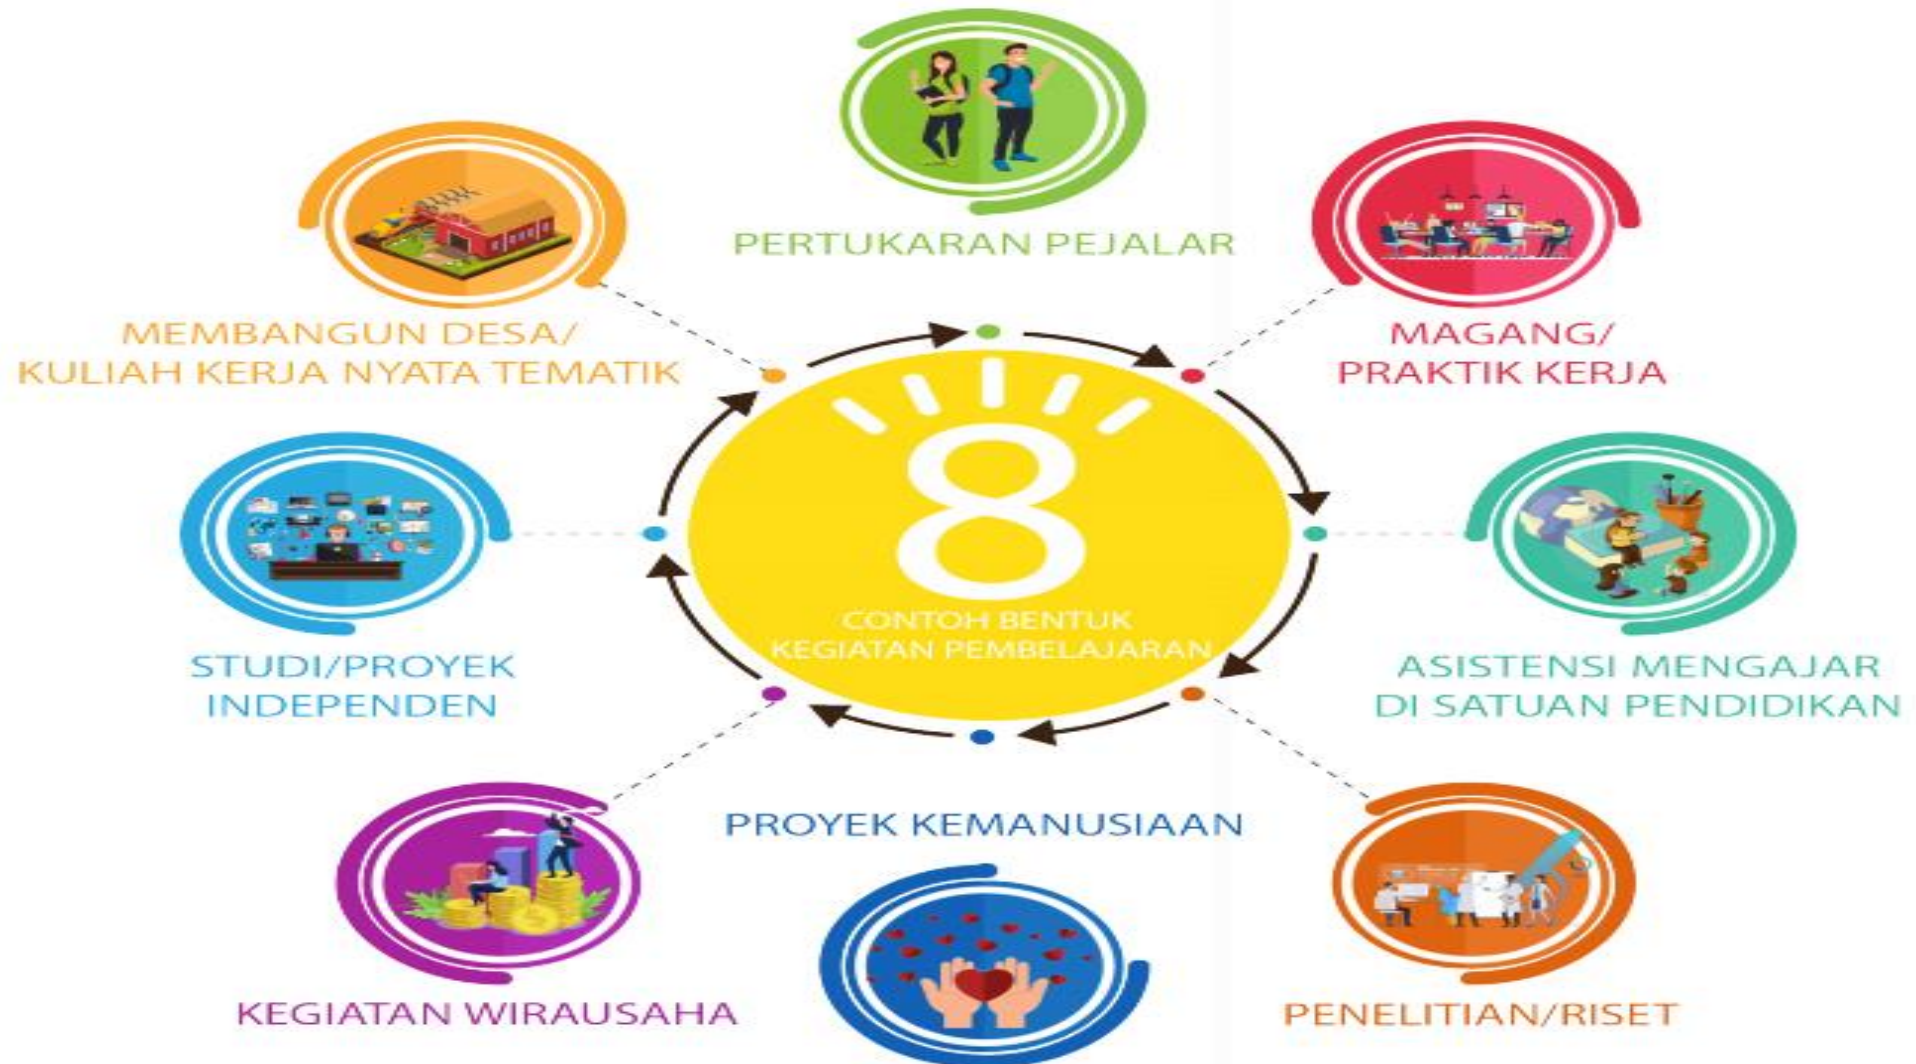 PERTUKARAN PEJALAR
MAGANG/
PRAKTIK KERJA
ASISTENSI MENGAJAR
DI SATUAN PENDIDIKAN
PENELITIAN/RISET
PROYEK KEMANUSIAAN
KEGIATAN WIRAUSAHA
STUDI/PROYEK
INDEPENDEN
MEMBANGUN DESA/
KULIAH KERJA NYATA TEMATIK
8
CONTOH BENTUK
KEGIATAN PEMBELAJARAN